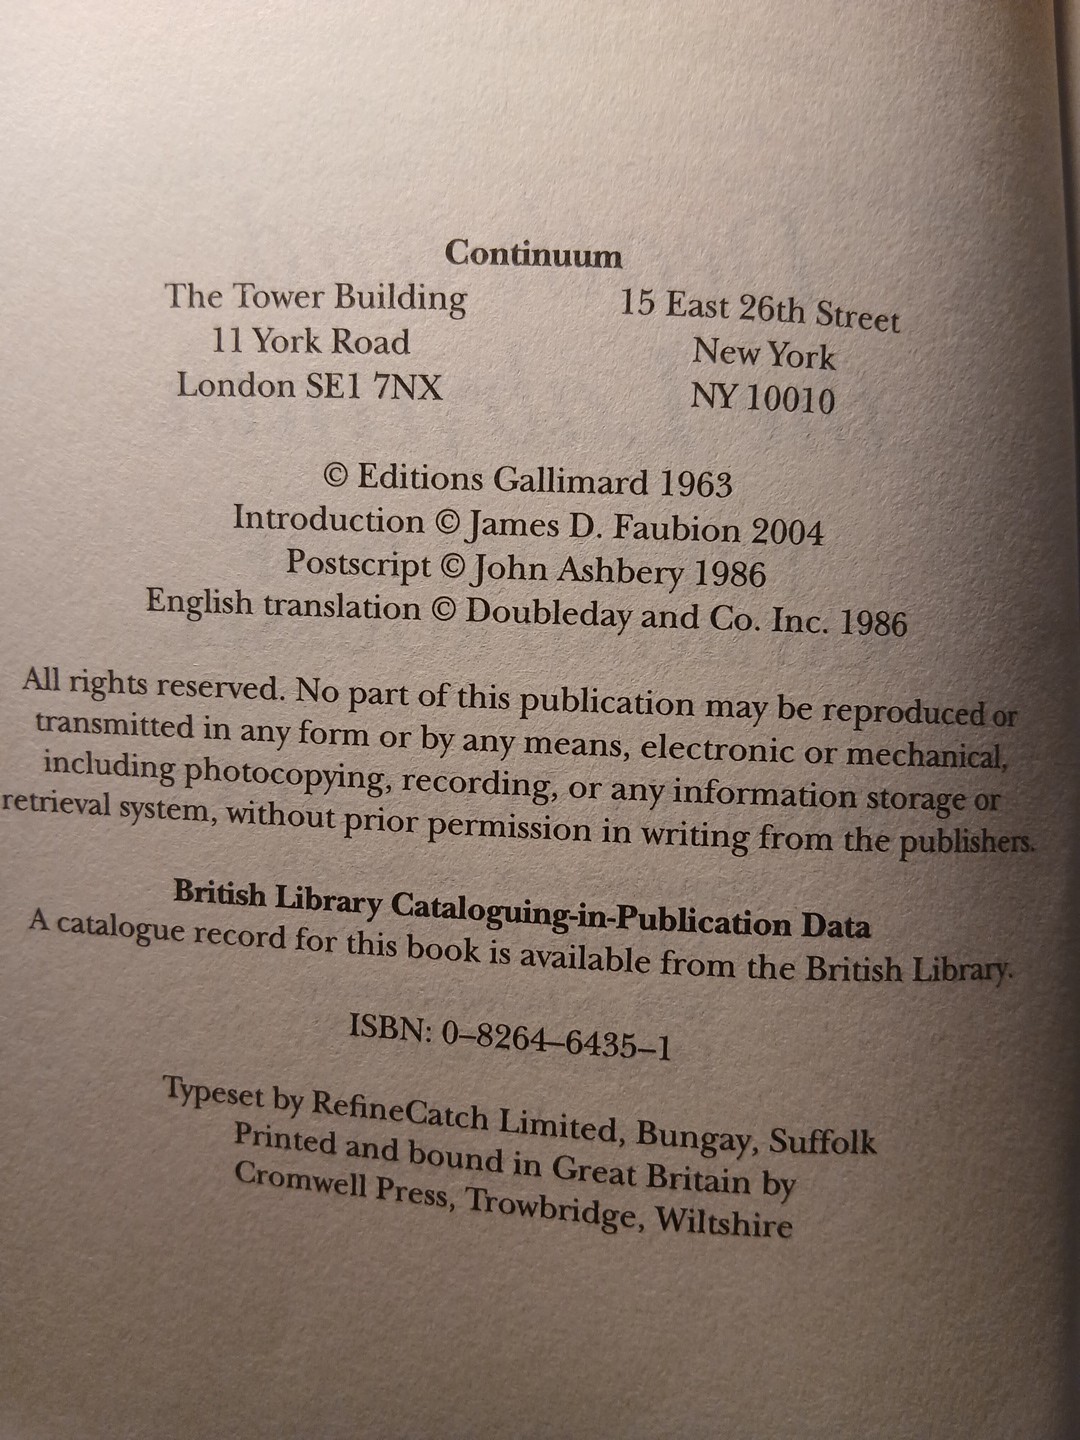 Continuum
The Tower Building
11 York Road
London SE1 7NX
15 East 26th Street
New York
NY 10010
© Editions Gallimard 1963
Introduction © James D. Faubion 2004
Postscript © John Ashbery 1986
English translation © Doubleday and Co. Inc. 1986
All rights reserved. No part of this publication may be reproduced or
transmitted in any form or by any means, electronic or mechanical,
including photocopying, recording, or any information storage or
retrieval system, without prior permission in writing from the publishers.
British Library Cataloguing-in-Publication Data
A catalogue record for this book is available from the British Library.
ISBN: 0–8264–6435–1
Typeset by RefineCatch Limited, Bungay, Suffolk
Printed and bound in Great Britain by
Cromwell Press, Trowbridge, Wiltshire